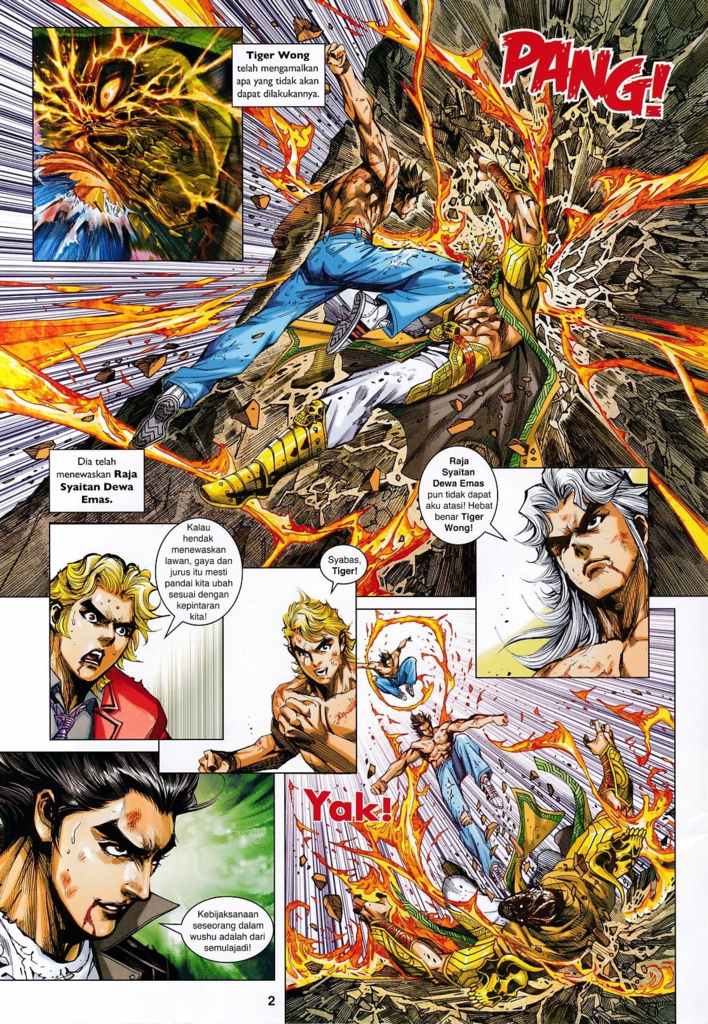 Tiger Wong
telah mengamalkan
apa yang tidak akan
dapat dilakukannya.
PANG!
Dia telah
menewaskan Raja
Syaitan Dewa
Emas.
Raja
Syaitan
Dewa Emas
pun tidak dapat
aku atasi! Hebat
benar Tiger
Wong!
Kalau
hendak
menewaskan
lawan, gaya dan
jurus itu mesti
pandai kita ubah
sesuai dengan
kepintaran
kita!
Syabas,
Tiger!
Yak!
Kebijaksanaan
seseorang dalam
wushu adalah dari
semulajadi!
2